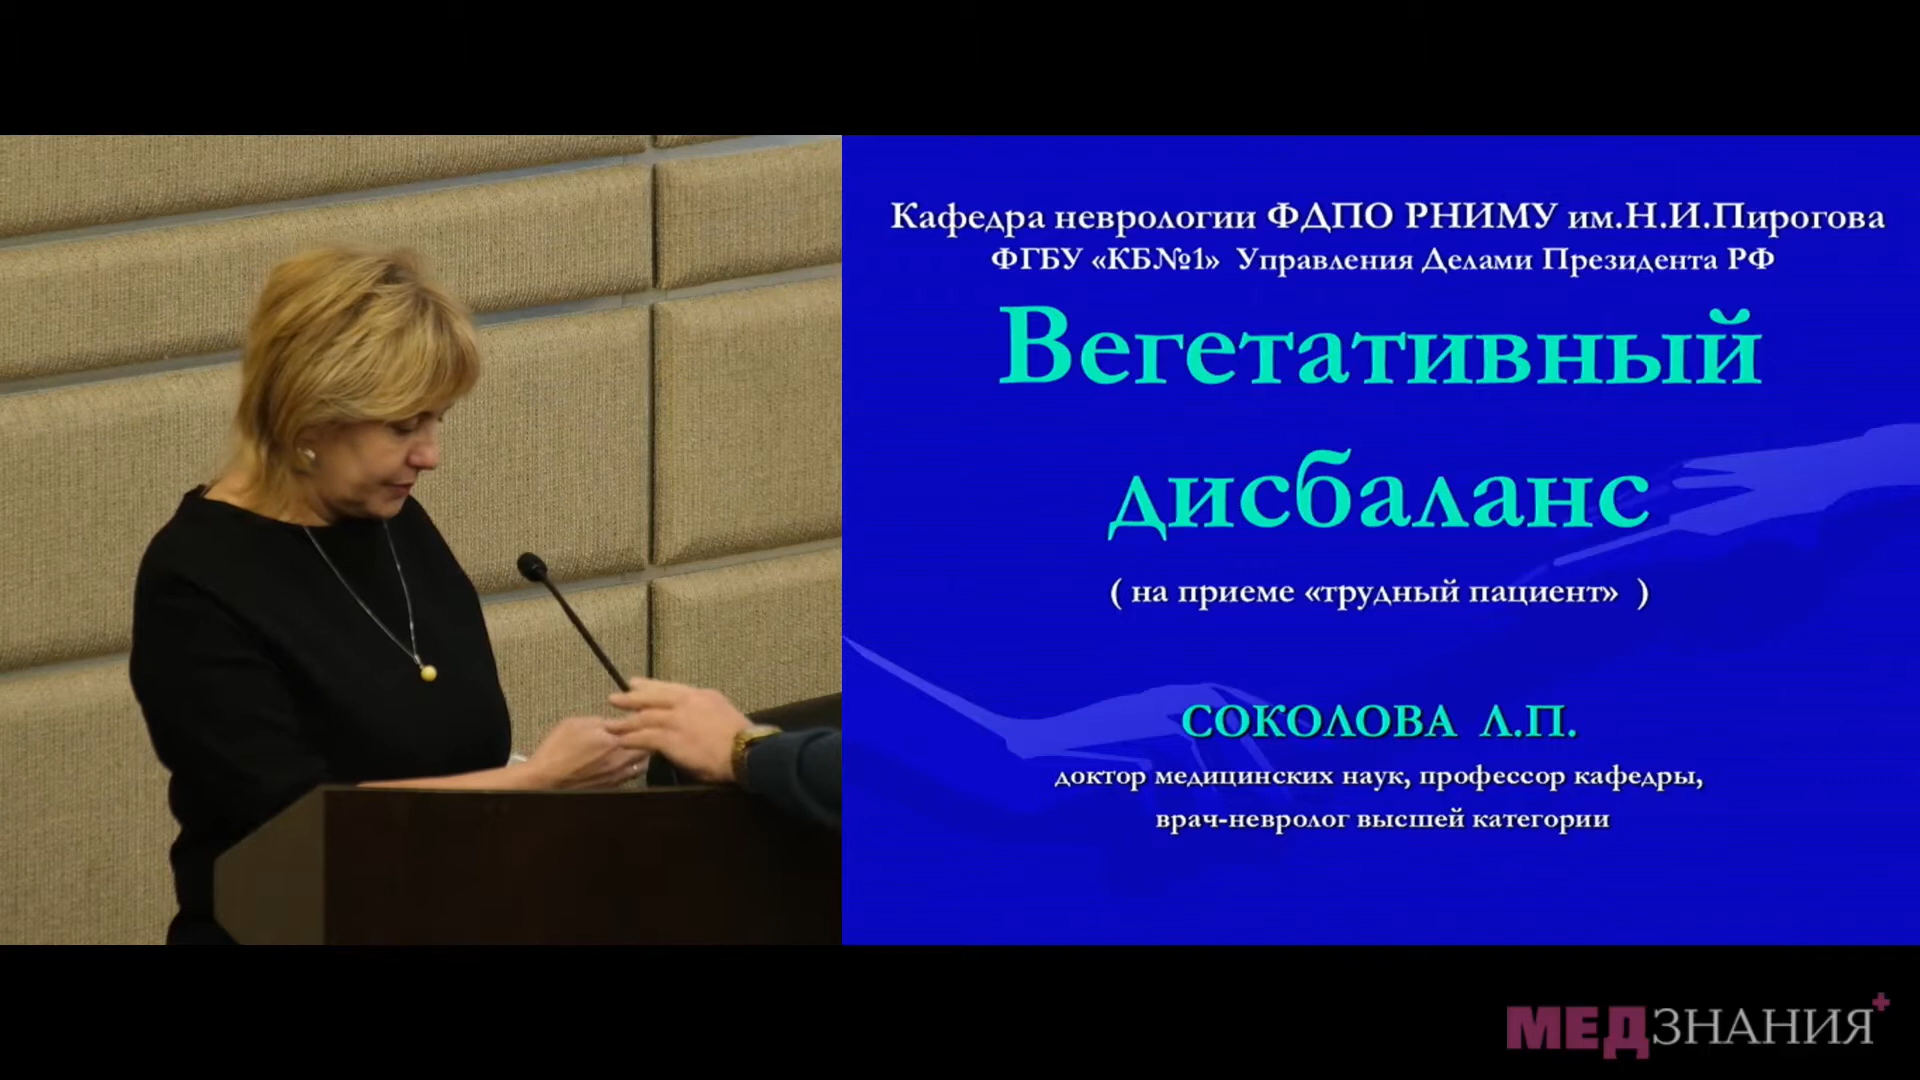 Кафедра неврологии ФДПО РНИМУ им.Н.И.Пирогова
ФГБУ «КБ№1» Управления Делами Президента РФ
Вегетативный
дисбаланс
( на приеме «трудный пациент» )
СОКОЛОВА Л.П.
доктор медицинских наук, профессор кафедры,
врач-невролог высшей категории
МЕДЗНАНИЯ+